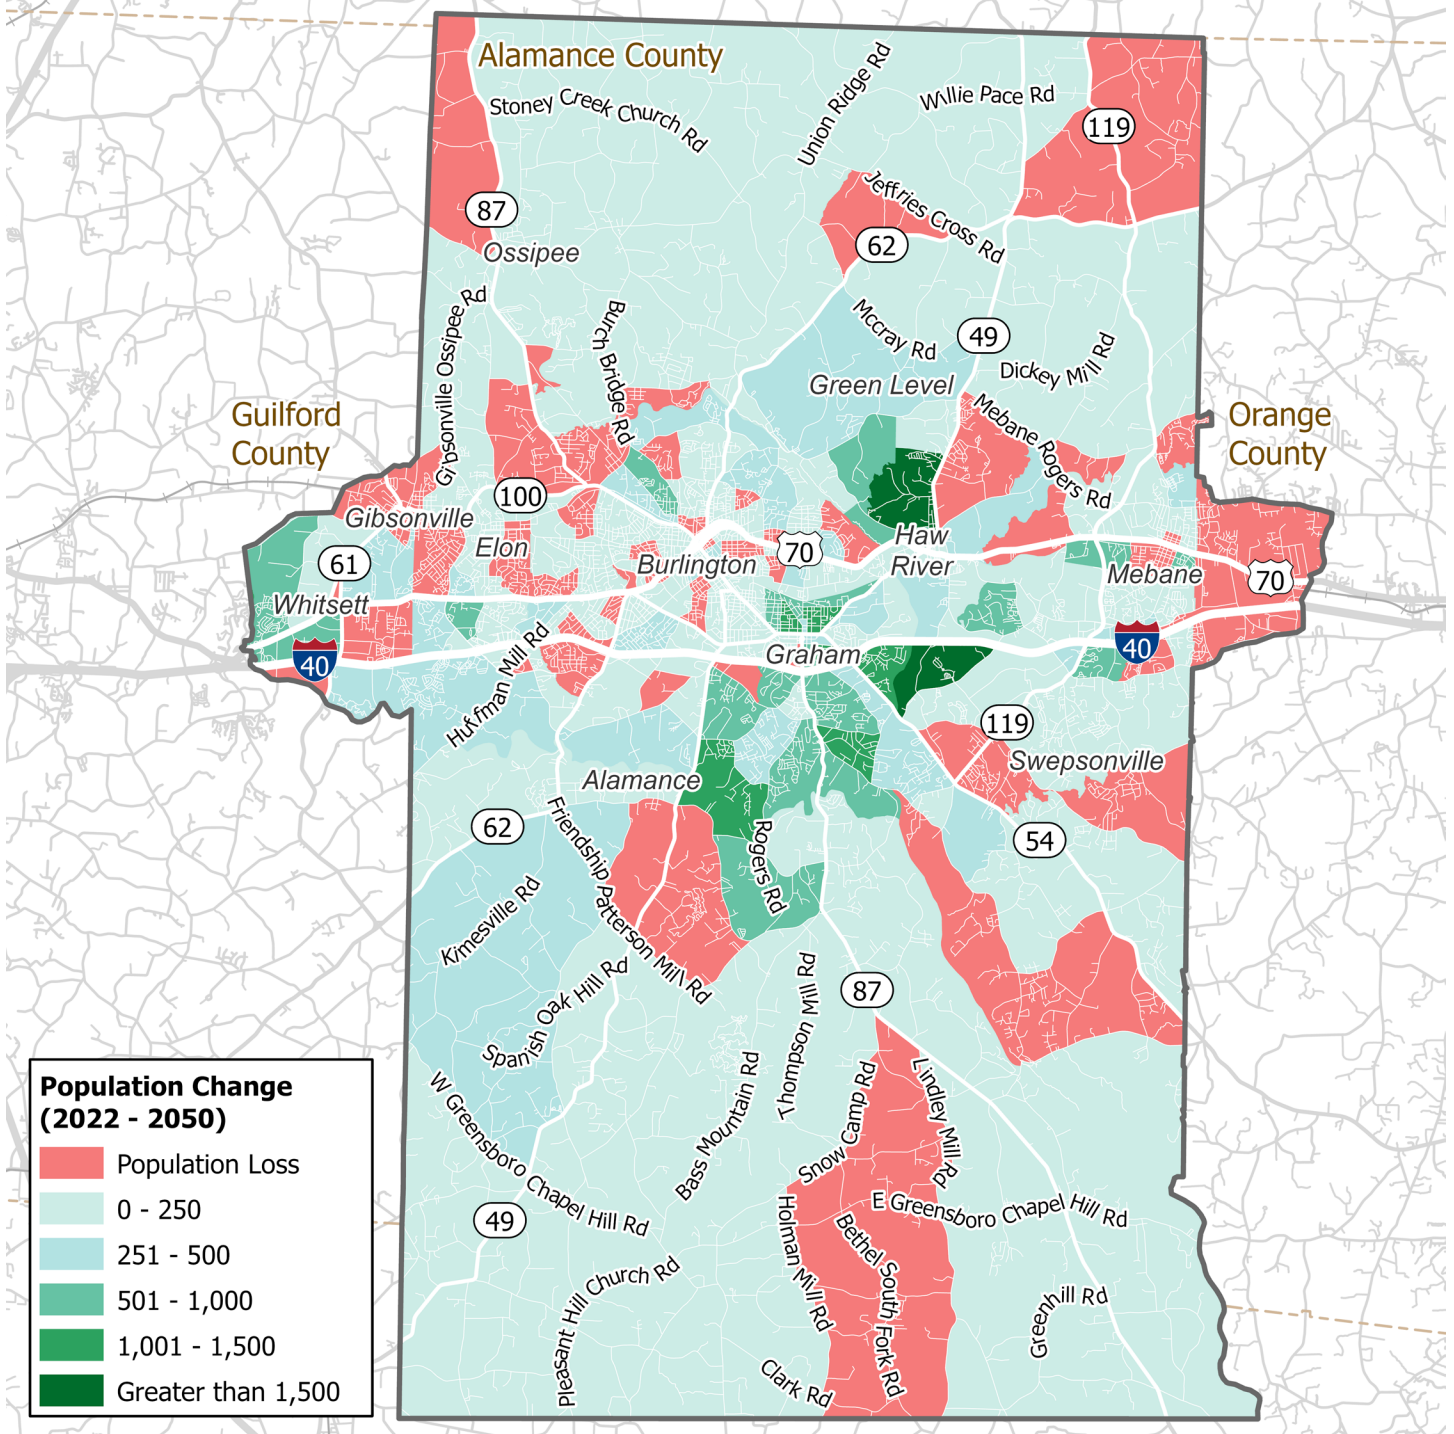 Alamance County
Stoney Creek Church Rd
Union Ridge Rd
Willie Pace Rd
119
87
Jeffries Cross Rd
62
Ossipee
Gibsonville Ossipee Rd
Burch Bridge Rd
Mccray Rd
49
Dickey Mill Rd
Green Level
Guilford
County
Mebane Rogers Rd
Orange
County
100
Gibsonville
Elon
61
Burlington
70
Haw
River
Mebane
70
Whitsett
40
Huffman Mill Rd
Graham
40
119
Swepsonville
Alamance
62
Friendship Patterson Mill Rd
Rogers Rd
54
Kimesville Rd
Spanish Oak Hill Rd
Thompson Mill Rd
87
W Greensboro Chapel Hill Rd
Bass Mountain Rd
Snow Camp Rd
Lindley Mill Rd
E Greensboro Chapel Hill Rd
49
Holman Mill Rd
Bethel South Fork Rd
Pleasant Hill Church Rd
Greenhill Rd
Clark Rd
Population Change
(2022 - 2050)
Population Loss
0 - 250
251 - 500
501 - 1,000
1,001 - 1,500
Greater than 1,500